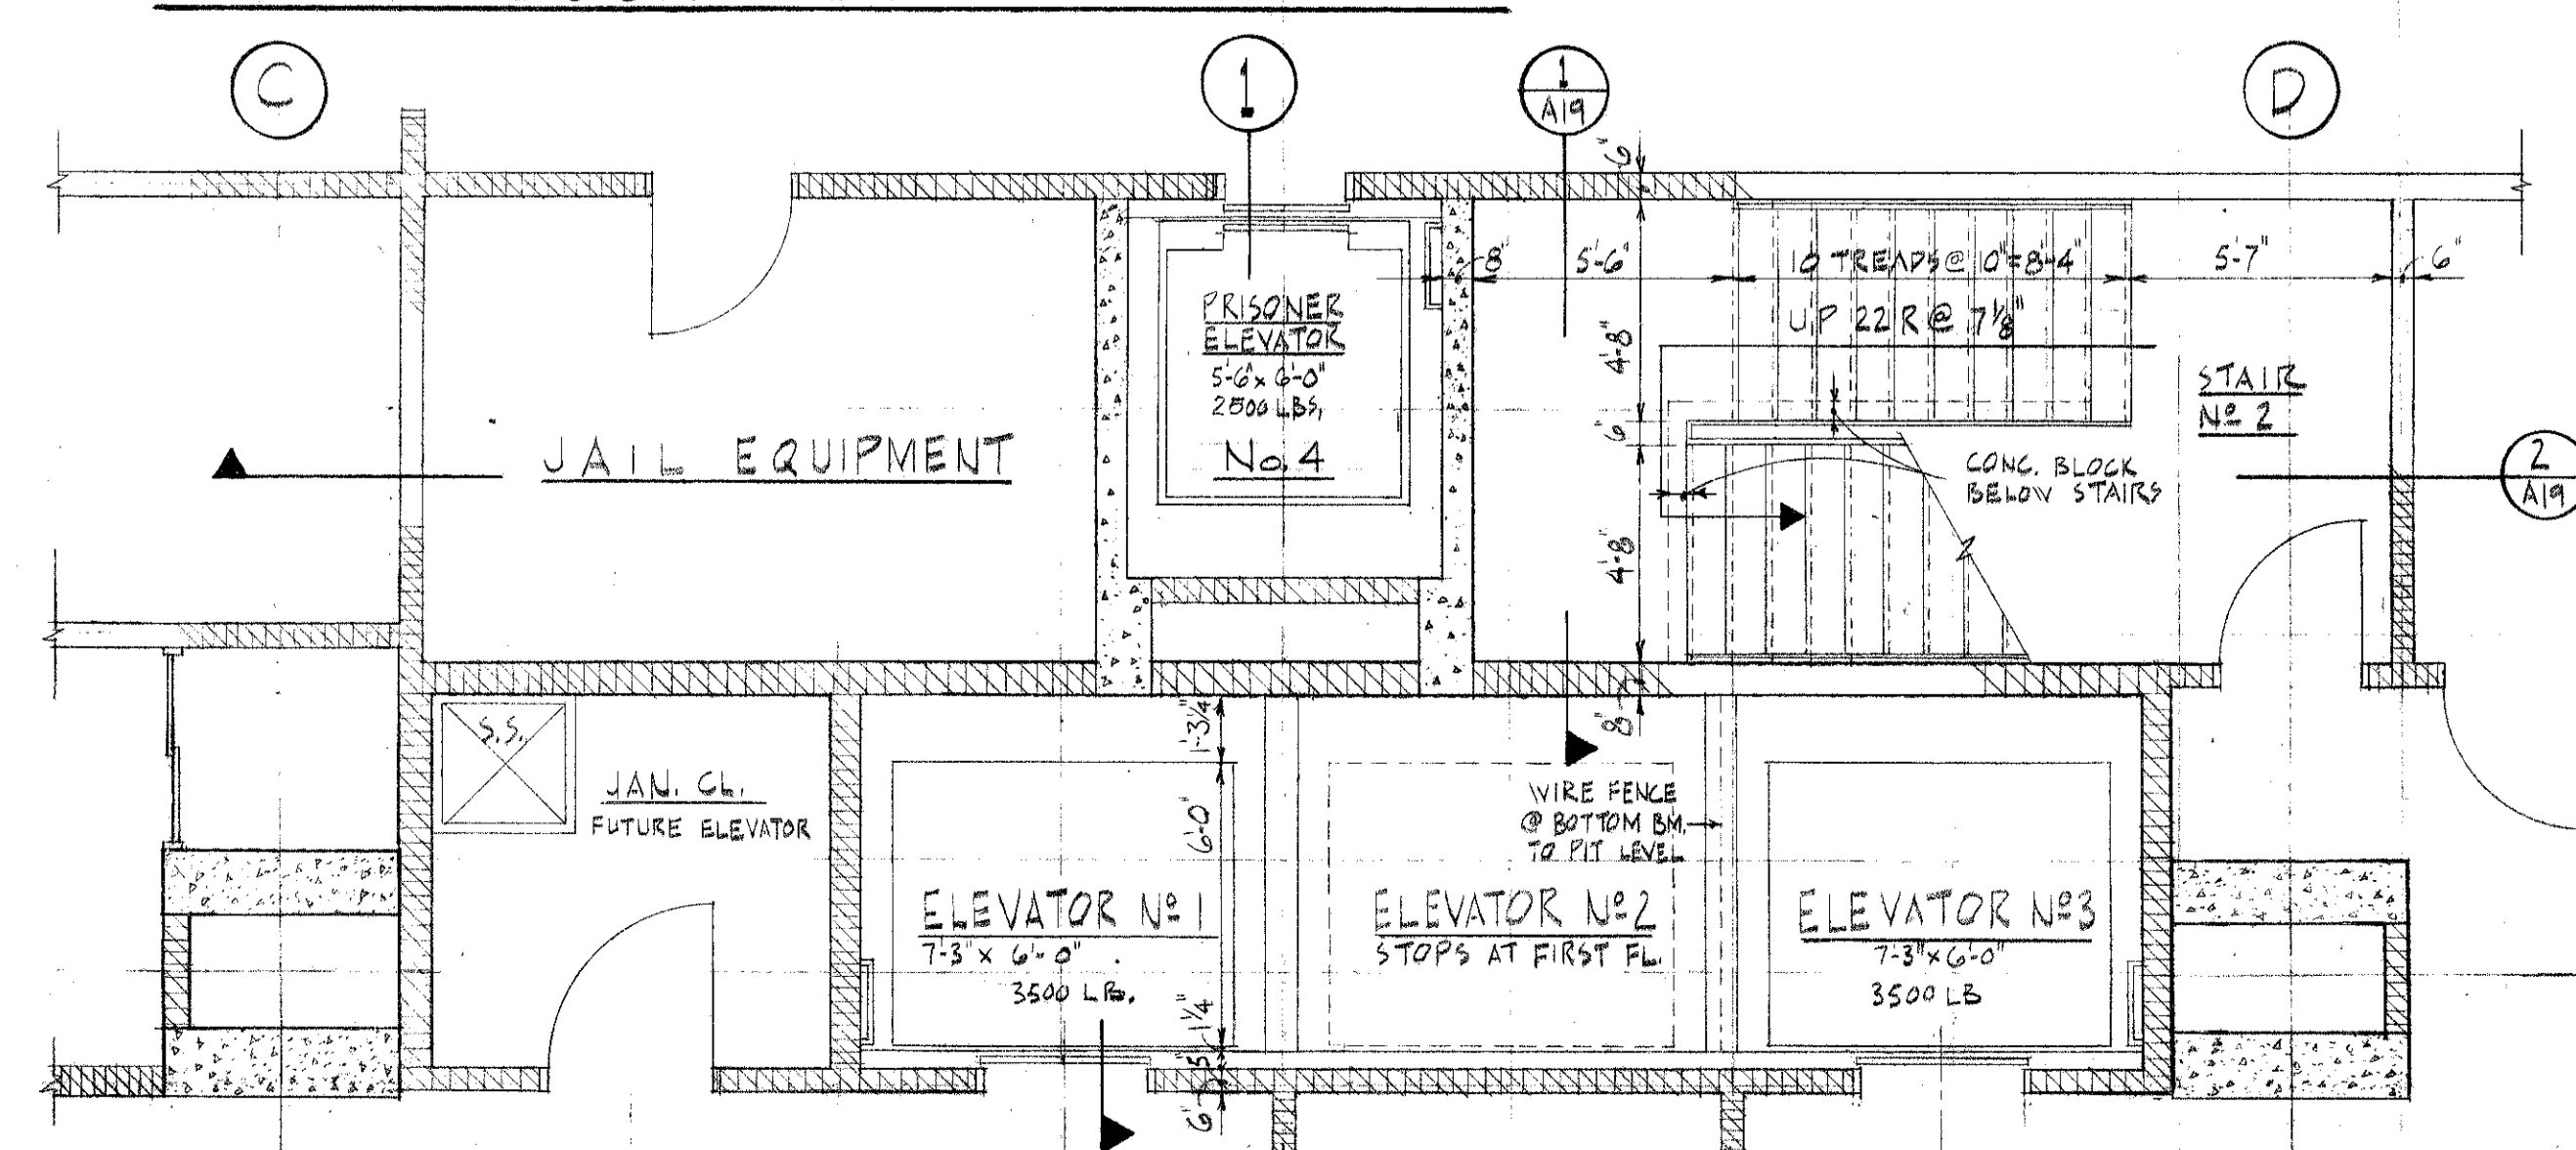 C
1
1
A19
D
6"
8"
5'-6"
10 TREADS @ 10"=8'-4"
5'-7"
6"
UP 22 R @ 7 1/8"
4'-8"
PRISONER
ELEVATOR
5'-6" x 6'-0"
2500 LBS,
No. 4
STAIR
Nº 2
JAIL EQUIPMENT
6"
CONC. BLOCK
BELOW STAIRS
2
A19
4'-8"
S.S.
JAN. CL.
FUTURE ELEVATOR
1'-3 1/4"
8"
6'-0"
WIRE FENCE
@ BOTTOM BM.
TO PIT LEVEL
ELEVATOR Nº 1
7'-3" x 6'-0"
3500 LB.
ELEVATOR Nº 2
STOPS AT FIRST FL.
ELEVATOR Nº 3
7'-3" x 6'-0"
3500 LB
1 1/4"
5"
6"